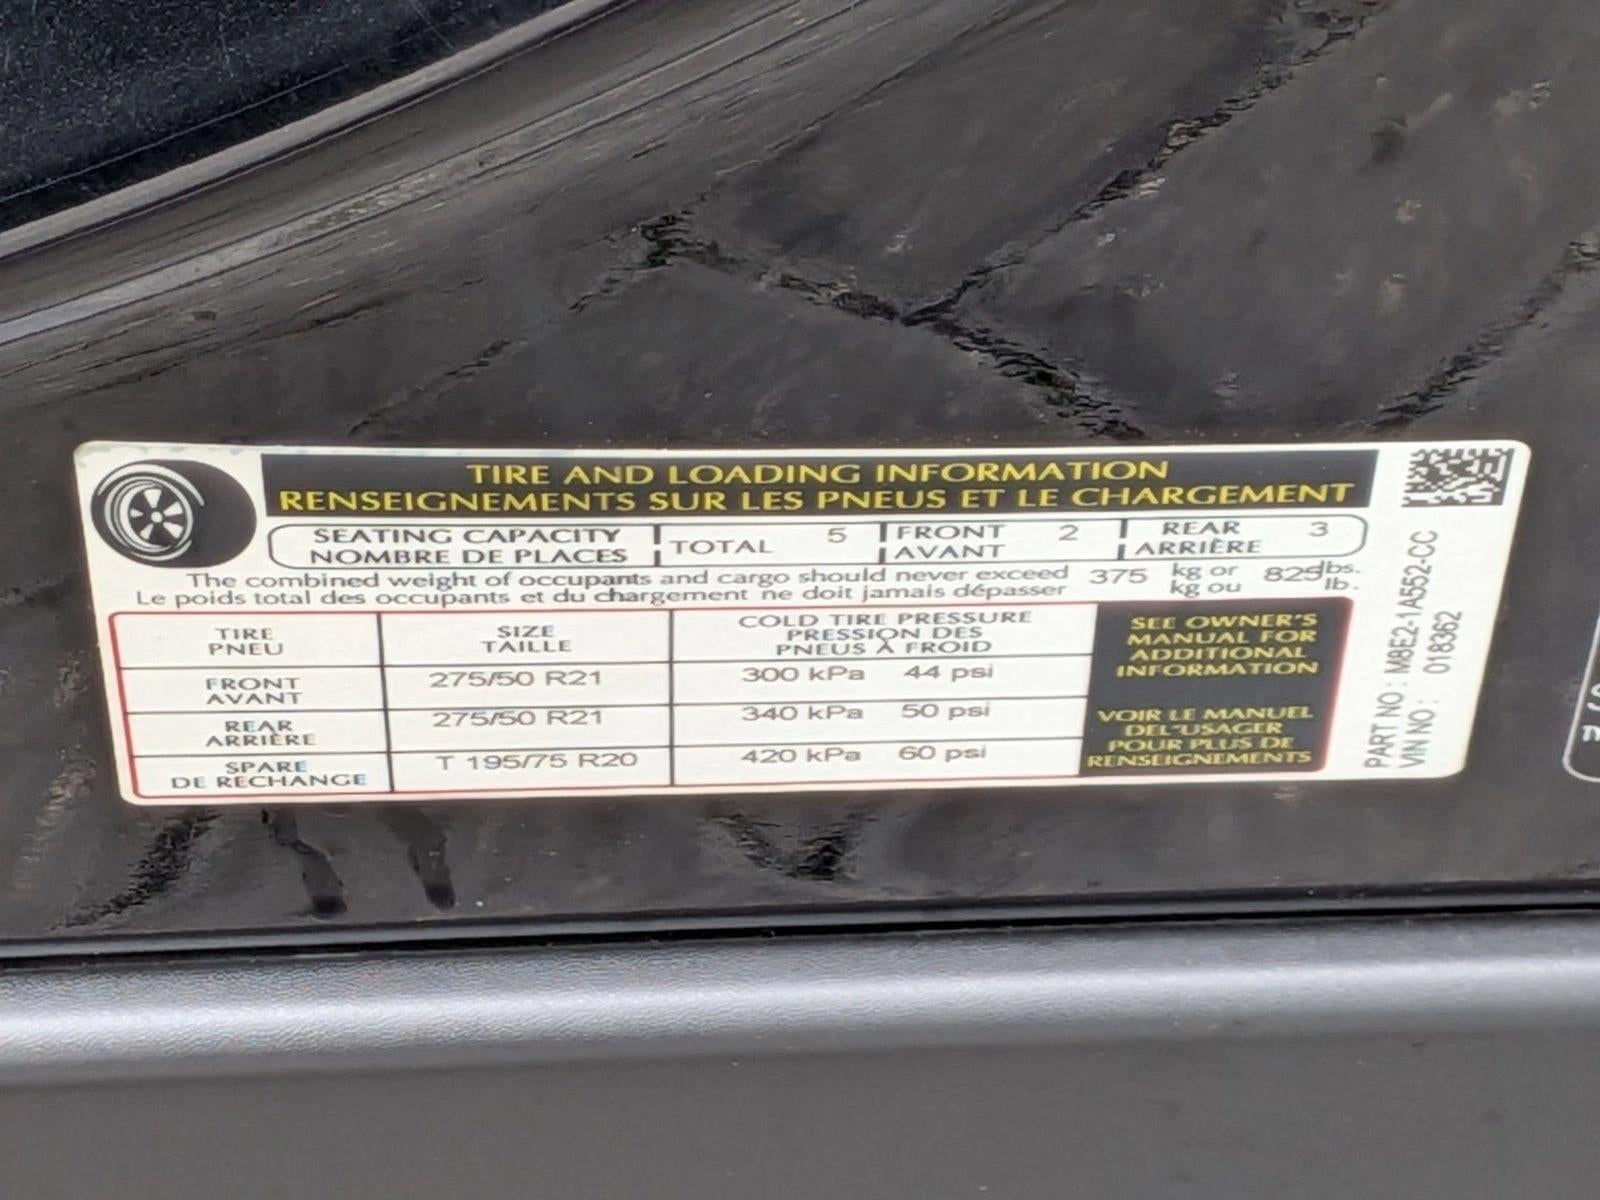 TIRE AND LOADING INFORMATION
RENSEIGNEMENTS SUR LES PNEUS ET LE CHARGEMENT
SEATING CAPACITY
NOMBRE DE PLACES
TOTAL 5
FRONT 2
AVANT
REAR 3
ARRIÈRE
The combined weight of occupants and cargo should never exceed 375 kg or 825 lbs.
Le poids total des occupants et du chargement ne doit jamais dépasser kg ou lb.
TIRE
PNEU
SIZE
TAILLE
COLD TIRE PRESSURE
PRESSION DES
PNEUS À FROID
FRONT
AVANT
275/50 R21
300 kPa 44 psi
REAR
ARRIÈRE
275/50 R21
340 kPa 50 psi
SPARE
DE RECHANGE
T 195/75 R20
420 kPa 60 psi
SEE OWNER'S
MANUAL FOR
ADDITIONAL
INFORMATION
VOIR LE MANUEL
DEL'USAGER
POUR PLUS DE
RENSEIGNEMENTS
PART NO : M8E2-1A552-CC
VIN NO : 018362